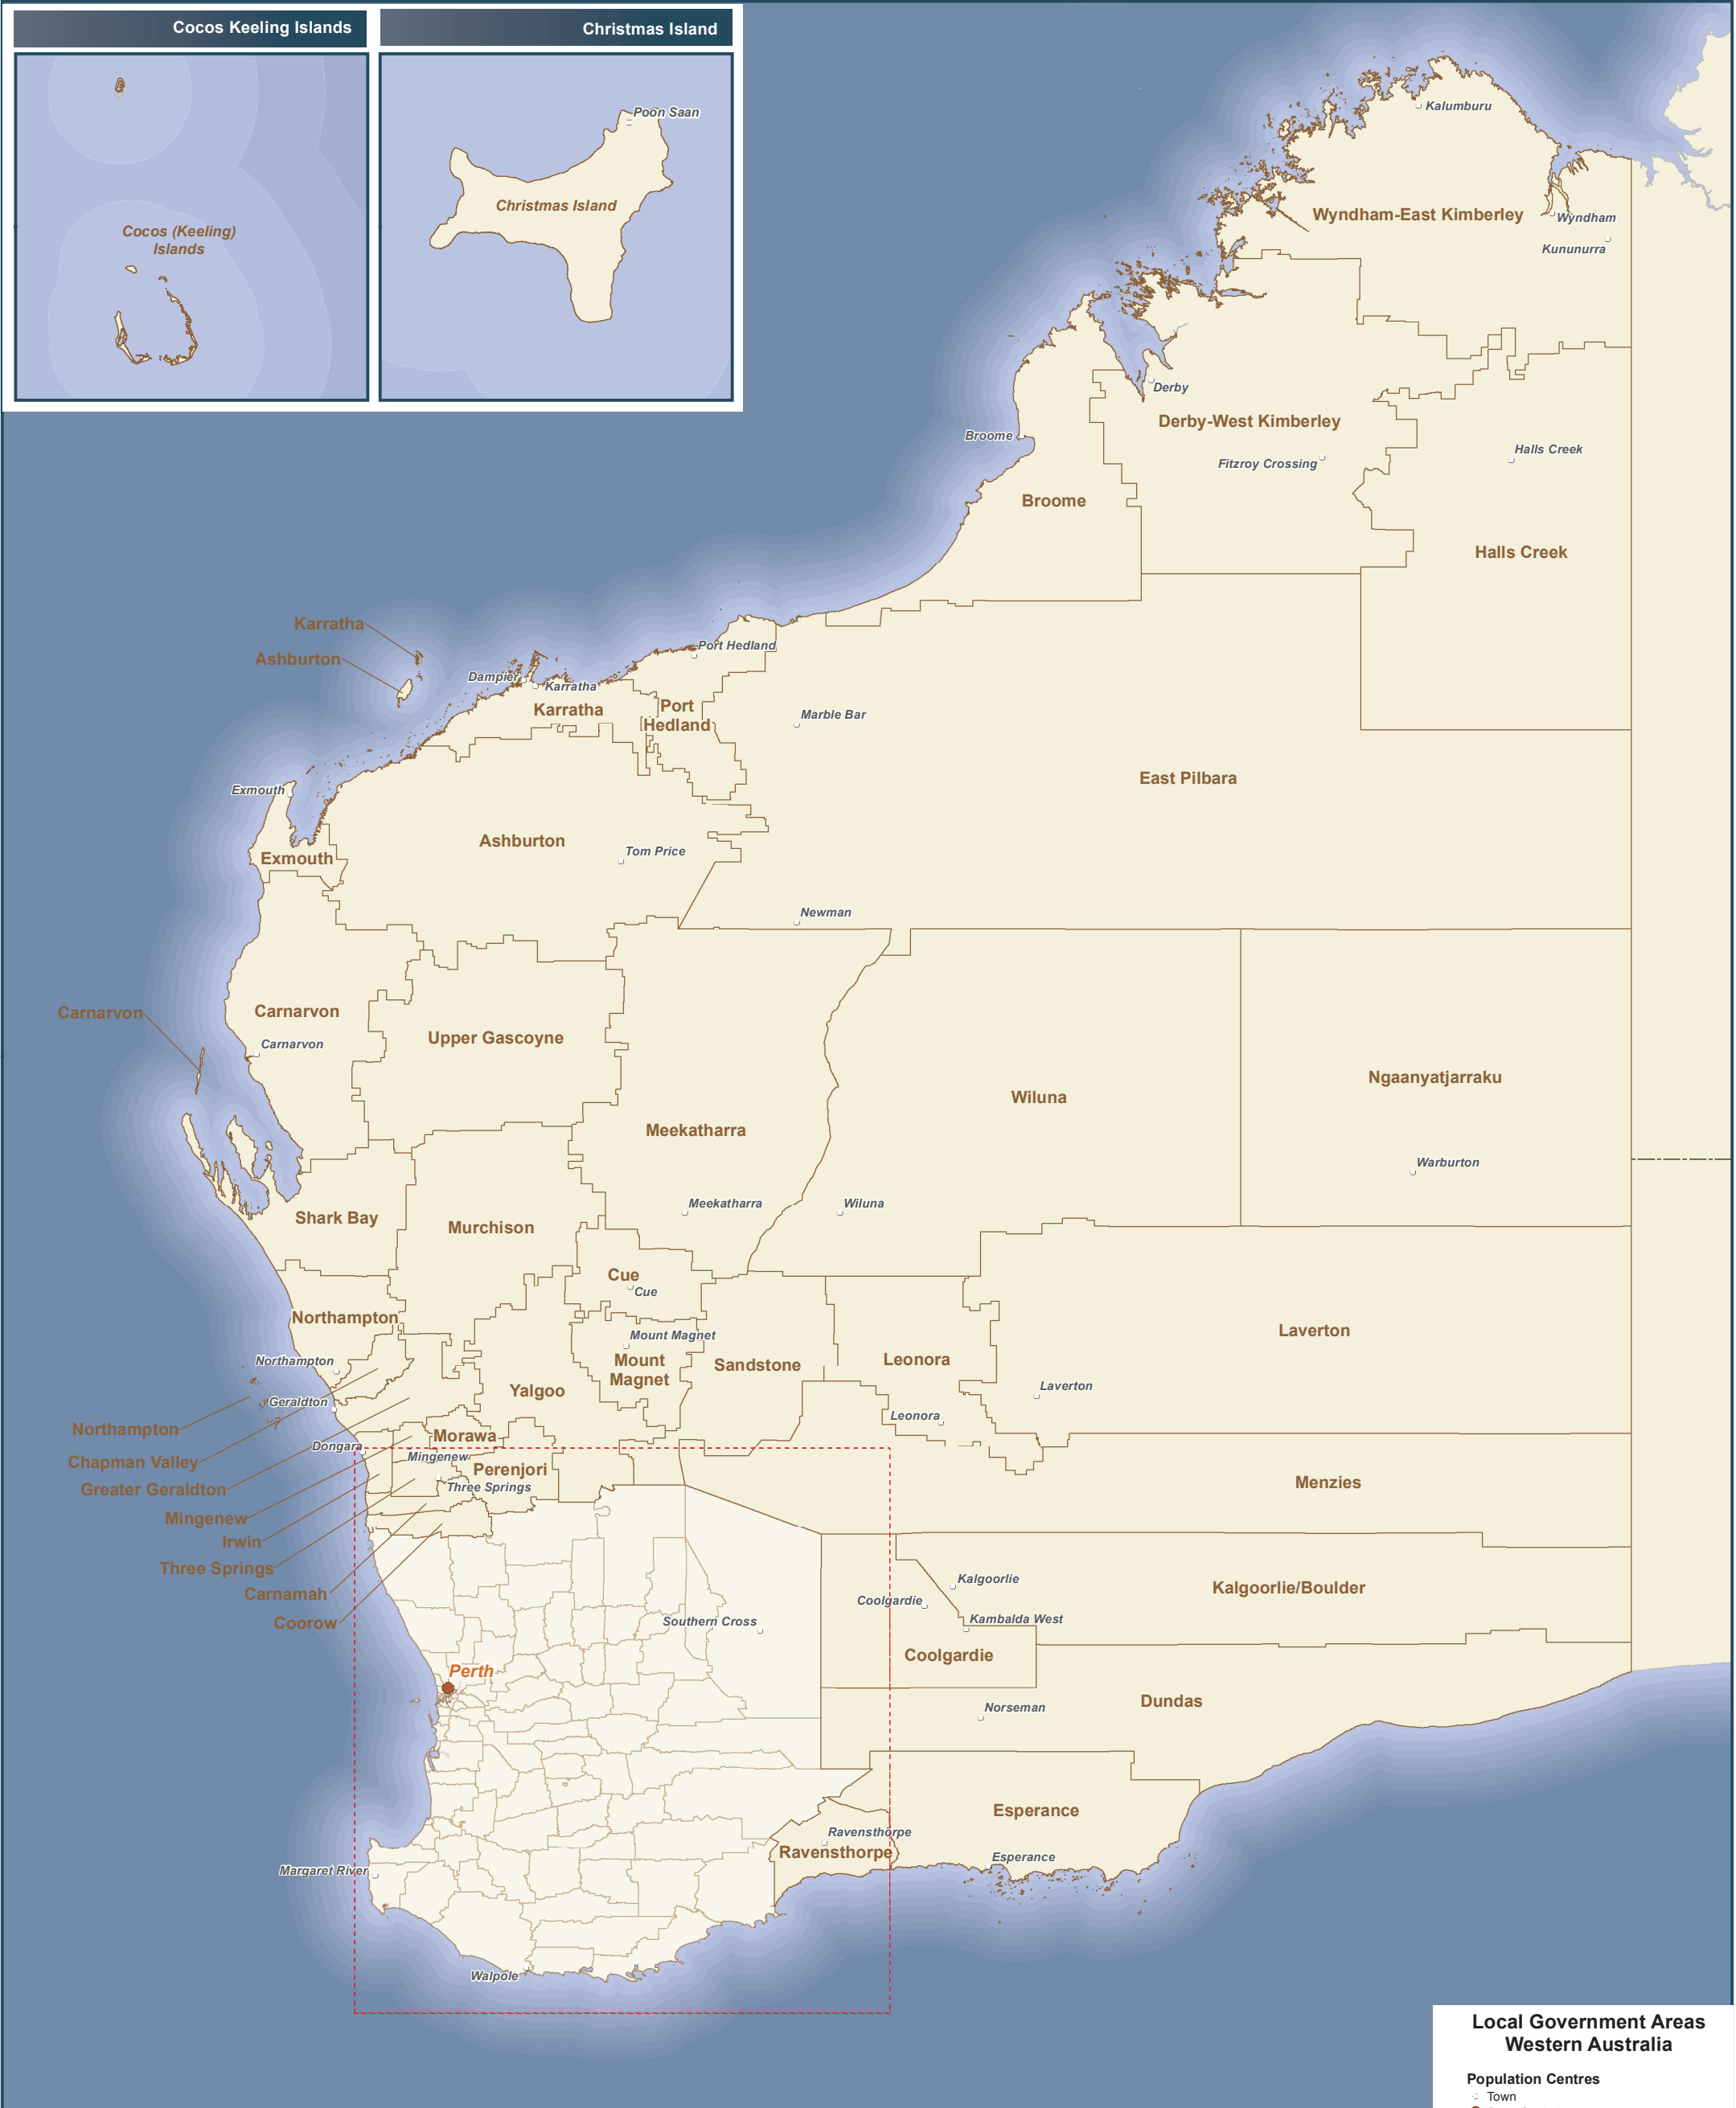 Cocos Keeling Islands
Christmas Island
Poon Saan
Christmas Island
Cocos (Keeling)
Islands
Kalumburu
Wyndham-East Kimberley
Wyndham
Kununurra
Derby
Derby-West Kimberley
Broome
Fitzroy Crossing
Halls Creek
Broome
Halls Creek
Karratha
Ashburton
Port Hedland
Dampier
Karratha
Karratha
Port
Hedland
Marble Bar
East Pilbara
Exmouth
Ashburton
Tom Price
Exmouth
Newman
Carnarvon
Carnarvon
Carnarvon
Upper Gascoyne
Ngaanyatjarraku
Wiluna
Meekatharra
Warburton
Meekatharra
Wiluna
Shark Bay
Murchison
Cue
Cue
Northampton
Mount Magnet
Laverton
Northampton
Mount
Magnet
Sandstone
Leonora
Yalgoo
Laverton
Geraldton
Leonora
Northampton
Morawa
Dongara
Mingenew
Chapman Valley
Perenjori
Three Springs
Greater Geraldton
Menzies
Mingenew
Irwin
Three Springs
Kalgoorlie
Kalgoorlie/Boulder
Carnamah
Coolgardie
Coorow
Southern Cross
Kambalda West
Coolgardie
Perth
Dundas
Norseman
Esperance
Ravensthorpe
Ravensthorpe
Esperance
Margaret River
Walpole
Local Government Areas
Western Australia
Population Centres
Town